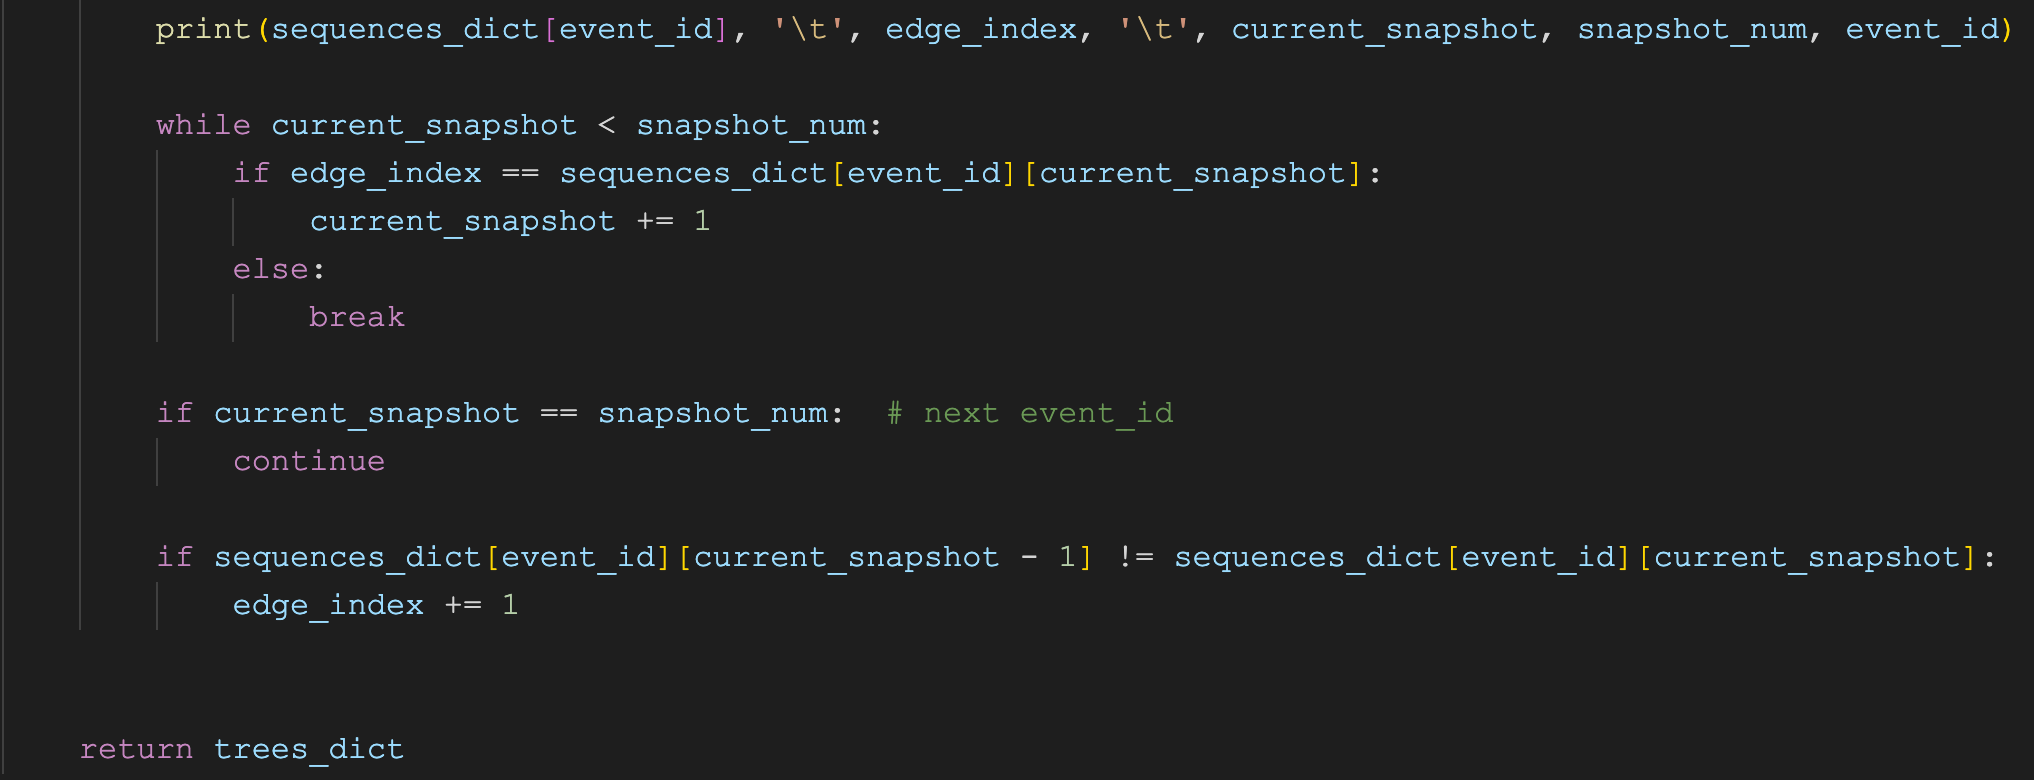 print(sequences_dict[event_id], '\t', edge_index, '\t', current_snapshot, snapshot_num, event_id)
while current_snapshot < snapshot_num:
if edge_index == sequences_dict[event_id][current_snapshot]:
current_snapshot += 1
else:
break
if current_snapshot == snapshot_num:  # next event_id
continue
if sequences_dict[event_id][current_snapshot - 1] != sequences_dict[event_id][current_snapshot]:
edge_index += 1
return trees_dict